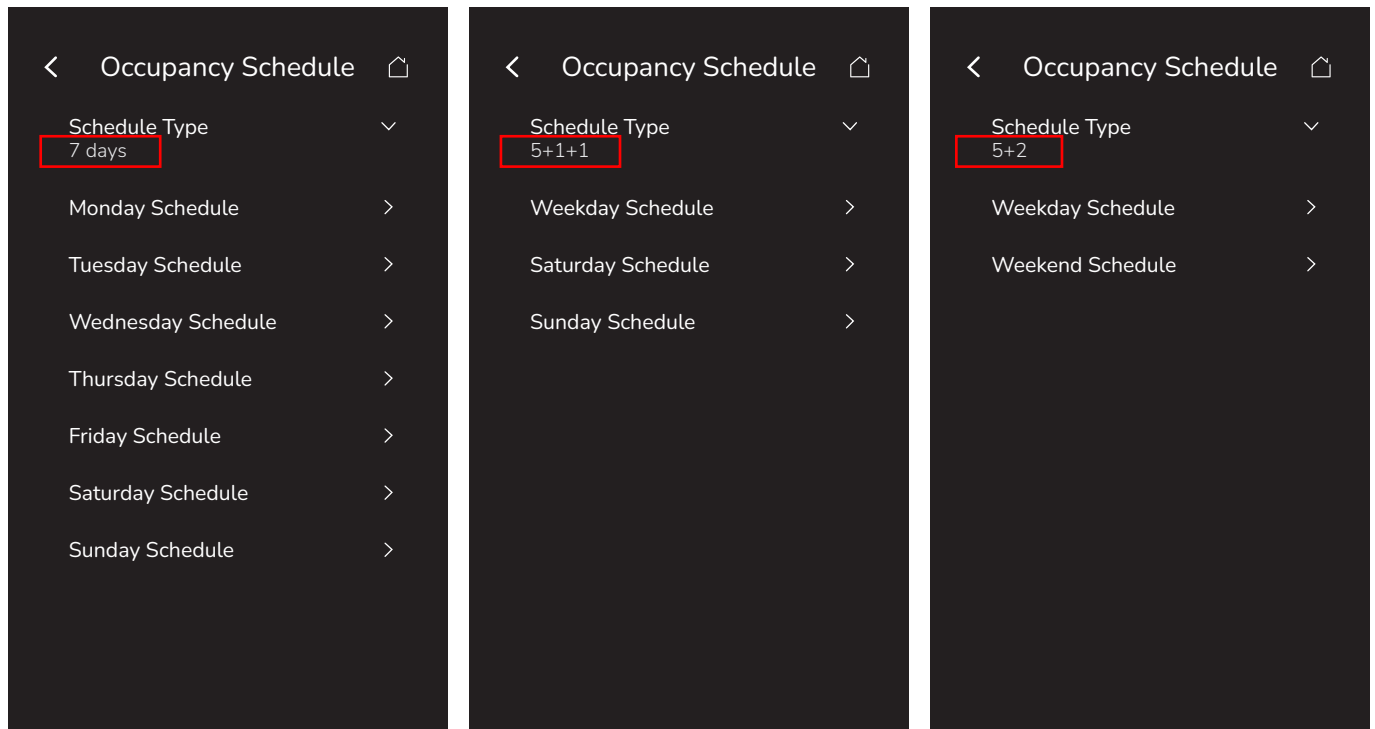 Occupancy Schedule
Schedule Type
7 days
Monday Schedule
Tuesday Schedule
Wednesday Schedule
Thursday Schedule
Friday Schedule
Saturday Schedule
Sunday Schedule
Occupancy Schedule
Schedule Type
5+1+1
Weekday Schedule
Saturday Schedule
Sunday Schedule
Occupancy Schedule
Schedule Type
5+2
Weekday Schedule
Weekend Schedule